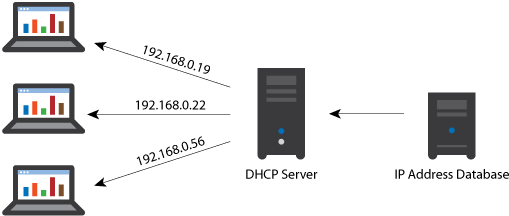 192.168.0.19
192.168.0.22
192.168.0.56
DHCP Server
IP Address Database